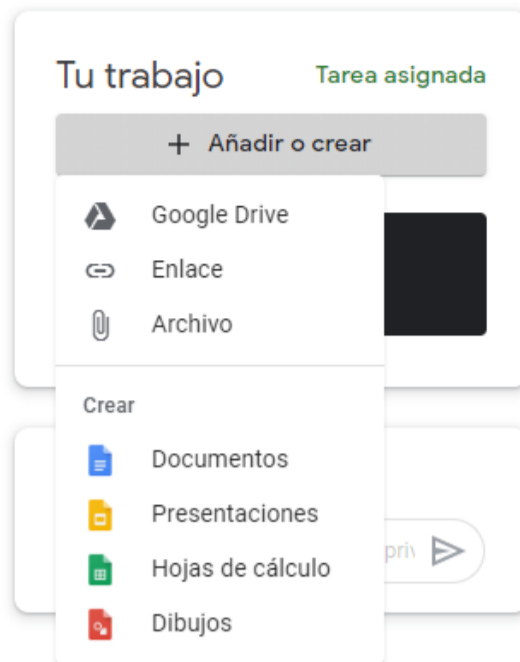 Tu trabajo
Tarea asignada
+ Añadir o crear
Google Drive
Enlace
Archivo
Crear
Documentos
Presentaciones
Hojas de cálculo
Dibujos